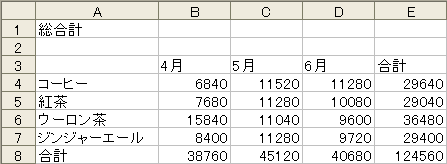 A B C D E
1 総合計
2
3 4月 5月 6月 合計
4 コーヒー 6840 11520 11280 29640
5 紅茶 7680 11280 10080 29040
6 ウーロン茶 15840 11040 9600 36480
7 ジンジャーエール 8400 11280 9720 29400
8 合計 38760 45120 40680 124560